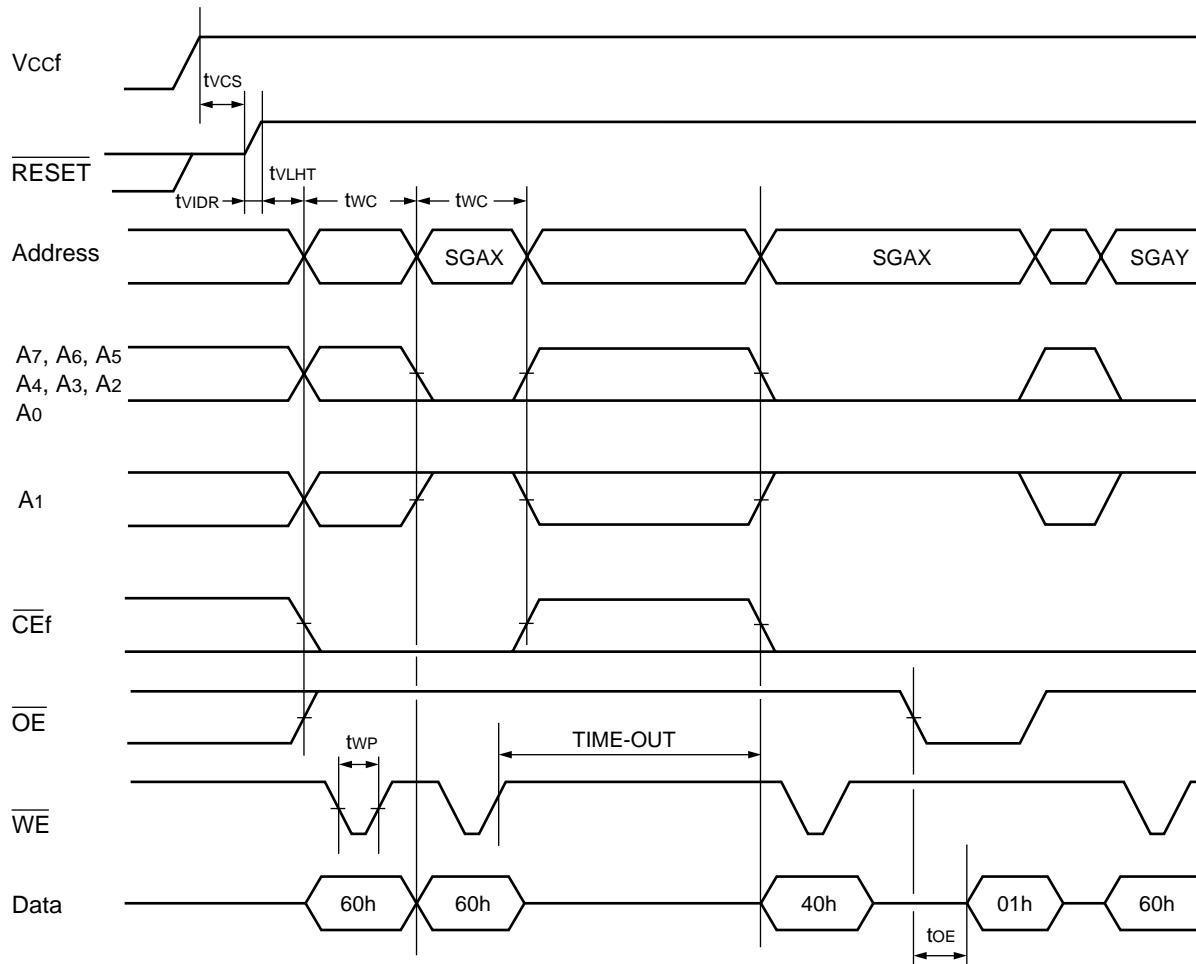 Vccf
tVCS
RESET
tVLHT
tVIDR
tWC
tWC
Address
SGAX
SGAX
SGAY
A7, A6, A5
A4, A3, A2
A0
A1
CEf
OE
TIME-OUT
tWP
WE
Data
60h
60h
40h
01h
60h
tOE